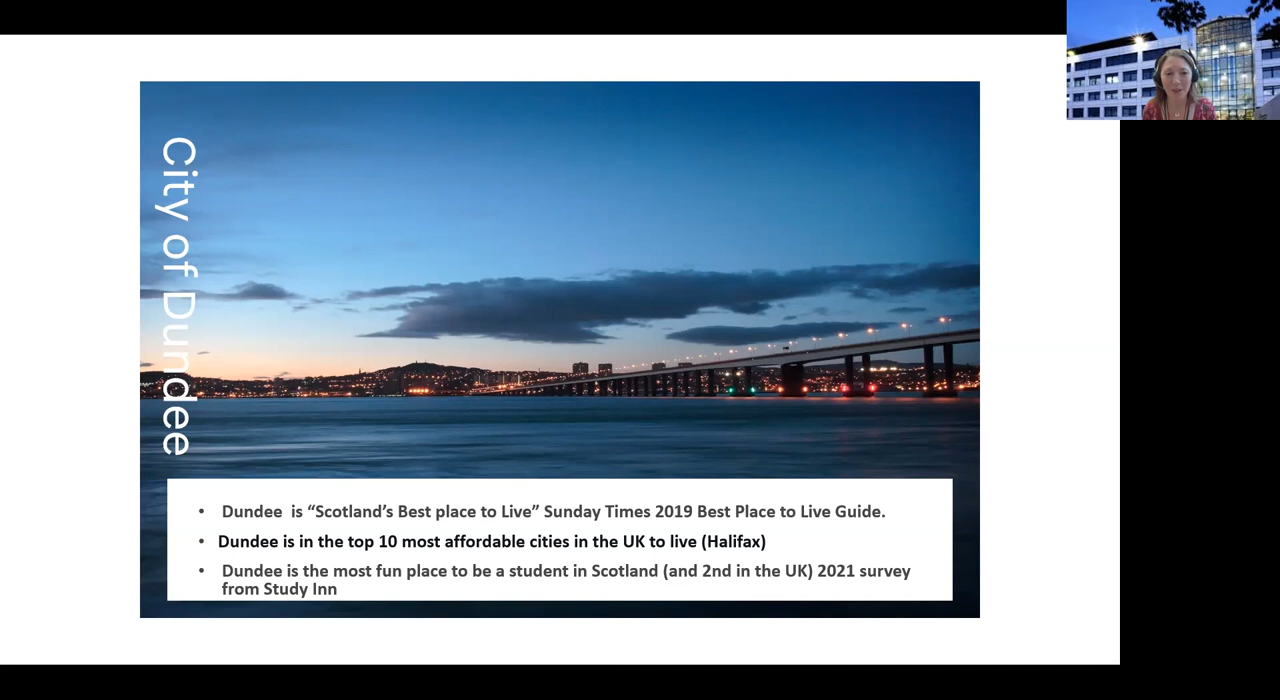 City of Dundee
• Dundee  is “Scotland’s Best place to Live” Sunday Times 2019 Best Place to Live Guide.
• Dundee is in the top 10 most affordable cities in the UK to live (Halifax)
• Dundee is the most fun place to be a student in Scotland (and 2nd in the UK) 2021 survey
from Study Inn